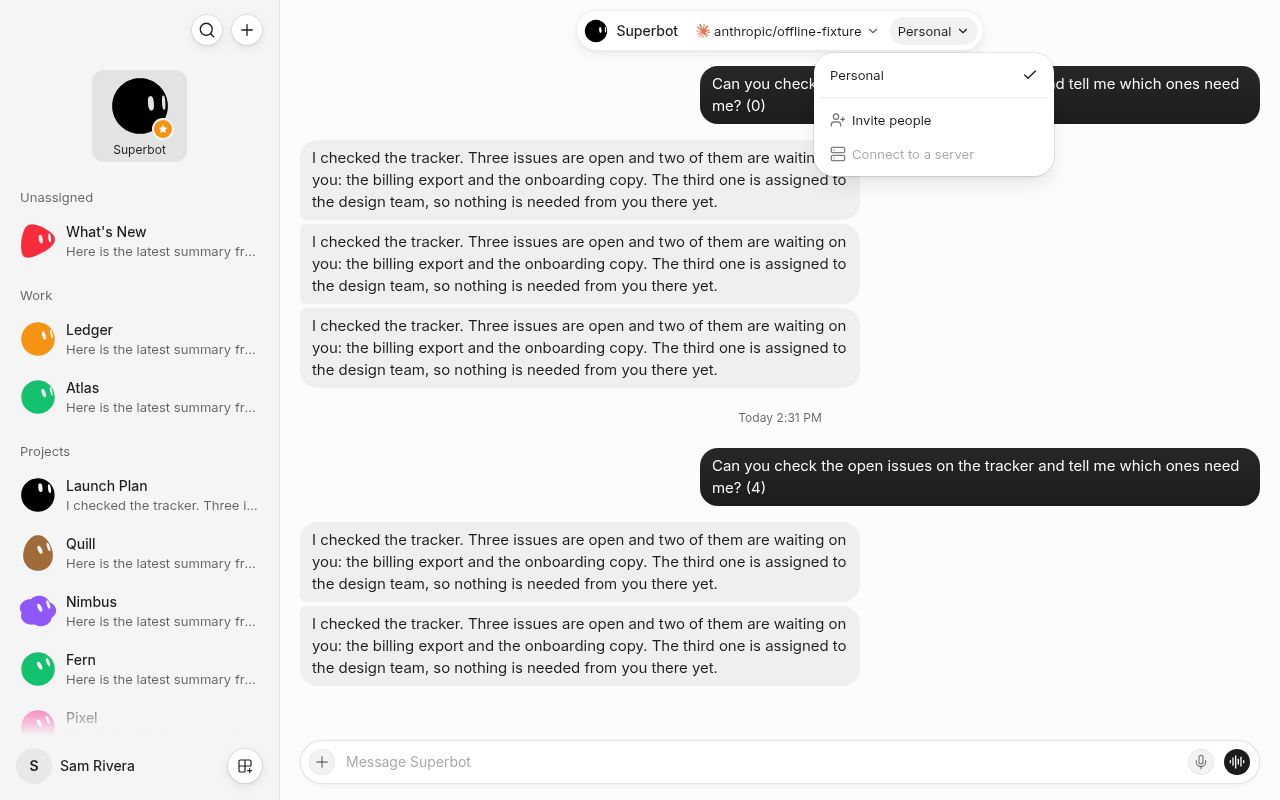 Superbot
Unassigned
What's New
Here is the latest summary fr...
Work
Ledger
Here is the latest summary fr...
Atlas
Here is the latest summary fr...
Projects
Launch Plan
I checked the tracker. Three i...
Quill
Here is the latest summary fr...
Nimbus
Here is the latest summary fr...
Fern
Here is the latest summary fr...
Pixel
S
Sam Rivera
Superbot
anthropic/offline-fixture
Personal
Personal
Invite people
Connect to a server
Can you check
nd tell me which ones need
me? (0)
I checked the tracker. Three issues are open and two of them are waiting
you: the billing export and the onboarding copy. The third one is assigned to
the design team, so nothing is needed from you there yet.
I checked the tracker. Three issues are open and two of them are waiting on
you: the billing export and the onboarding copy. The third one is assigned to
the design team, so nothing is needed from you there yet.
I checked the tracker. Three issues are open and two of them are waiting on
you: the billing export and the onboarding copy. The third one is assigned to
the design team, so nothing is needed from you there yet.
Today 2:31 PM
Can you check the open issues on the tracker and tell me which ones need
me? (4)
I checked the tracker. Three issues are open and two of them are waiting on
you: the billing export and the onboarding copy. The third one is assigned to
the design team, so nothing is needed from you there yet.
I checked the tracker. Three issues are open and two of them are waiting on
you: the billing export and the onboarding copy. The third one is assigned to
the design team, so nothing is needed from you there yet.
Message Superbot